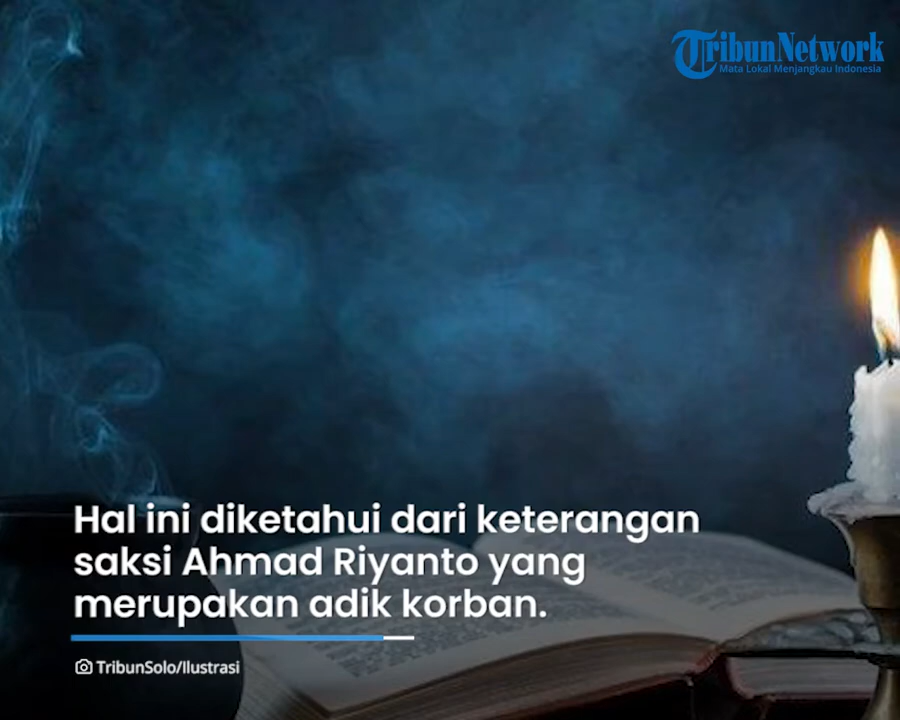 TribunNetwork
Mata Lokal Menjangkau Indonesia
Hal ini diketahui dari keterangan
saksi Ahmad Riyanto yang
merupakan adik korban.
TribunSolo/Ilustrasi